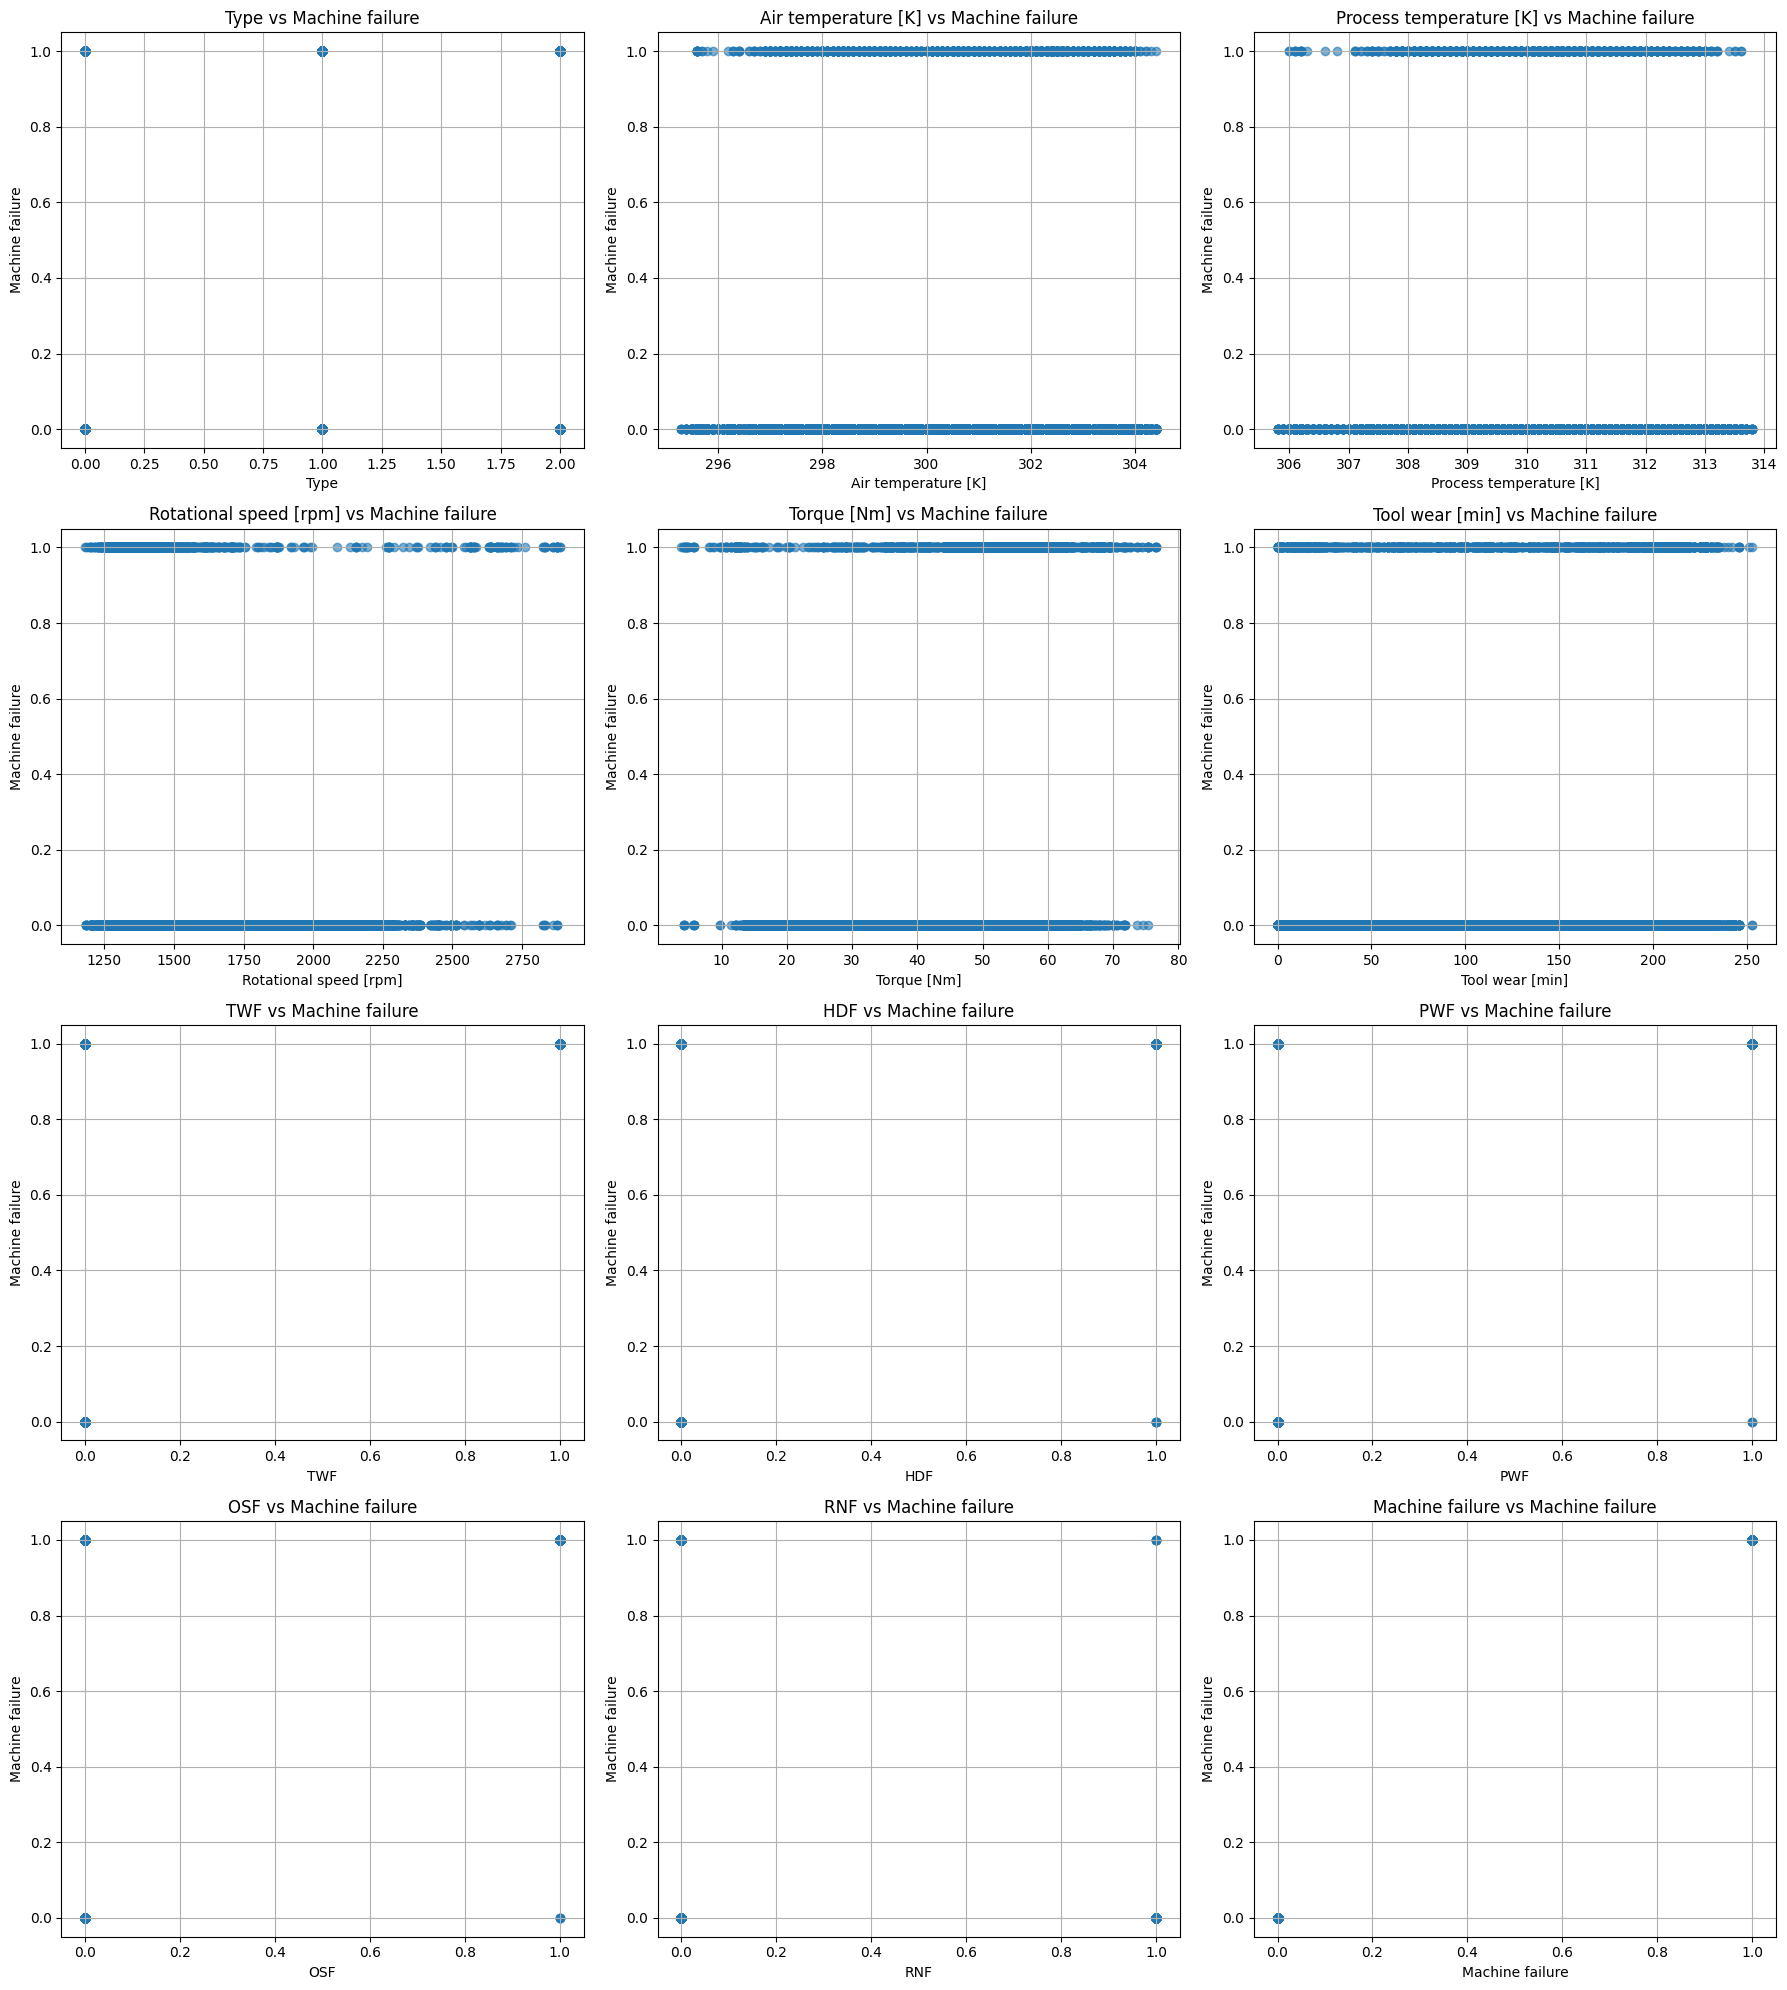 Type vs Machine failure
Machine failure
1.0
0.8
0.6
0.4
0.2
0.0
0.00 0.25 0.50 0.75 1.00 1.25 1.50 1.75 2.00
Type
Air temperature [K] vs Machine failure
Machine failure
1.0
0.8
0.6
0.4
0.2
0.0
296 298 300 302 304
Air temperature [K]
Process temperature [K] vs Machine failure
Machine failure
1.0
0.8
0.6
0.4
0.2
0.0
306 307 308 309 310 311 312 313 314
Process temperature [K]
Rotational speed [rpm] vs Machine failure
Machine failure
1.0
0.8
0.6
0.4
0.2
0.0
1250 1500 1750 2000 2250 2500 2750
Rotational speed [rpm]
Torque [Nm] vs Machine failure
Machine failure
1.0
0.8
0.6
0.4
0.2
0.0
10 20 30 40 50 60 70 80
Torque [Nm]
Tool wear [min] vs Machine failure
Machine failure
1.0
0.8
0.6
0.4
0.2
0.0
0 50 100 150 200 250
Tool wear [min]
TWF vs Machine failure
Machine failure
1.0
0.8
0.6
0.4
0.2
0.0
0.0 0.2 0.4 0.6 0.8 1.0
TWF
HDF vs Machine failure
Machine failure
1.0
0.8
0.6
0.4
0.2
0.0
0.0 0.2 0.4 0.6 0.8 1.0
HDF
PWF vs Machine failure
Machine failure
1.0
0.8
0.6
0.4
0.2
0.0
0.0 0.2 0.4 0.6 0.8 1.0
PWF
OSF vs Machine failure
Machine failure
1.0
0.8
0.6
0.4
0.2
0.0
0.0 0.2 0.4 0.6 0.8 1.0
OSF
RNF vs Machine failure
Machine failure
1.0
0.8
0.6
0.4
0.2
0.0
0.0 0.2 0.4 0.6 0.8 1.0
RNF
Machine failure vs Machine failure
Machine failure
1.0
0.8
0.6
0.4
0.2
0.0
0.0 0.2 0.4 0.6 0.8 1.0
Machine failure